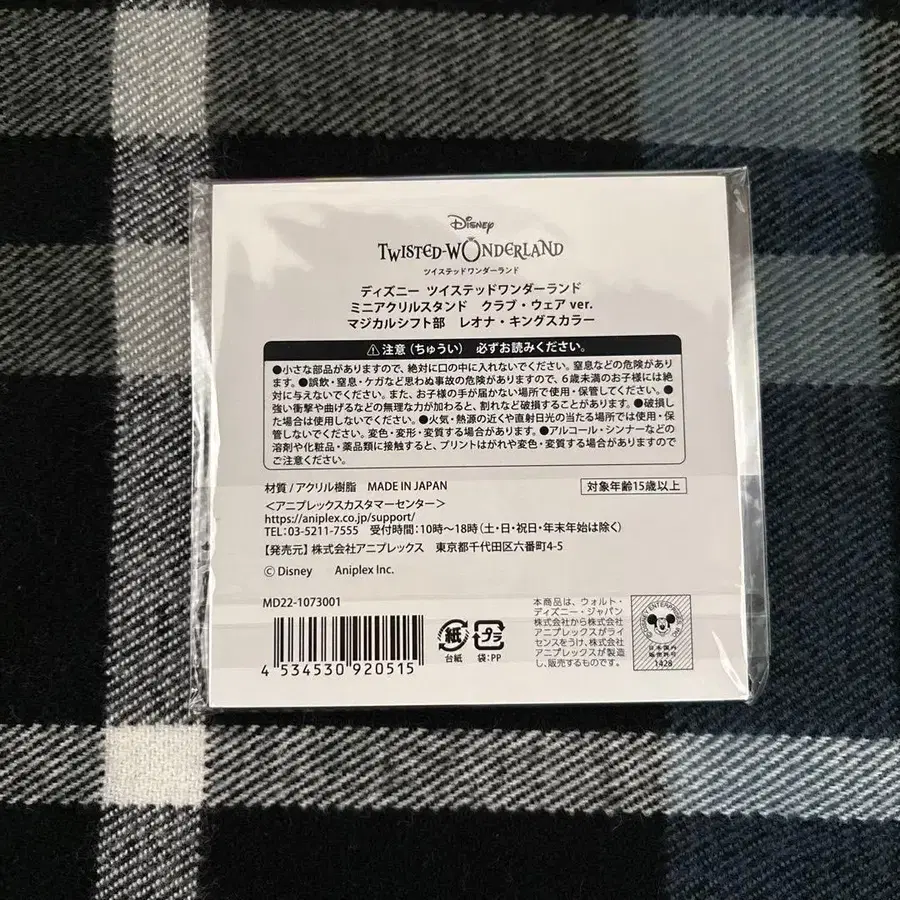 Disney
TWISTED-WONDERLAND
ツイステッドワンダーランド
ディズニー ツイステッドワンダーランド
ミニアクリルスタンド クラブ・ウェア ver.
マジカルシフト部 レオナ・キングスカラー
⚠注意（ちゅうい） 必ずお読みください。
●小さな部品がありますので、絶対に口の中に入れないでください。窒息などの危険があり
ます。●誤飲・窒息・ケガなど思わぬ事故の危険がありますので、6歳未満のお子様には絶
対に与えないでください。また、お子様の手が届かない場所で使用・保管してください。●
強い衝撃や曲げるなどの無理な力が加わると、割れなど破損することがあります。●破損し
た場合は使用しないでください。●火気・熱源の近くや直射日光の当たる場所では使用・保
管しないでください。変色・変形・変質する場合があります。●アルコール・シンナーなどの
溶剤や化粧品・薬品類に接触すると、プリントはがれや変色・変質する場合がありますので
ご注意ください。
材質 / アクリル樹脂 MADE IN JAPAN
対象年齢15歳以上
＜アニプレックスカスタマーセンター＞
https://aniplex.co.jp/support/
TEL：03-5211-7555 受付時間：10時～18時（土・日・祝日・年末年始は除く）
【発売元】株式会社アニプレックス 東京都千代田区六番町4-5
© Disney Aniplex Inc.
MD22-1073001
4 534530 920515
紙
台紙
プラ
袋：PP
本商品は、ウォルト・
ディズニー・ジャパン
株式会社から株式会社
アニプレックスがライ
センスをうけ、株式会社
アニプレックスが製造
し、販売するものです。
日本国内
販売許可
1428